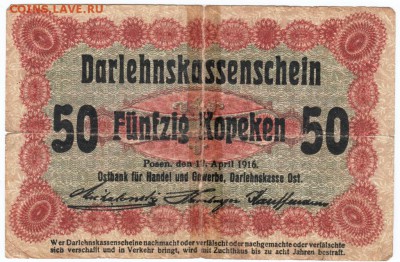 COINS.LAVE.RU
Darlehnskassenschein
50 Fünfzig Kopeken 50
Posen, den 17. April 1916.
Ostbank für Handel und Gewerbe, Darlehnskasse Ost.
Kauffmann
Wer Darlehnskassenscheine nachmacht oder verfälscht oder nachgemachte oder verfälschte
sich verschafft und in Verkehr bringt, wird mit Zuchthaus bis zu acht Jahren bestraft.